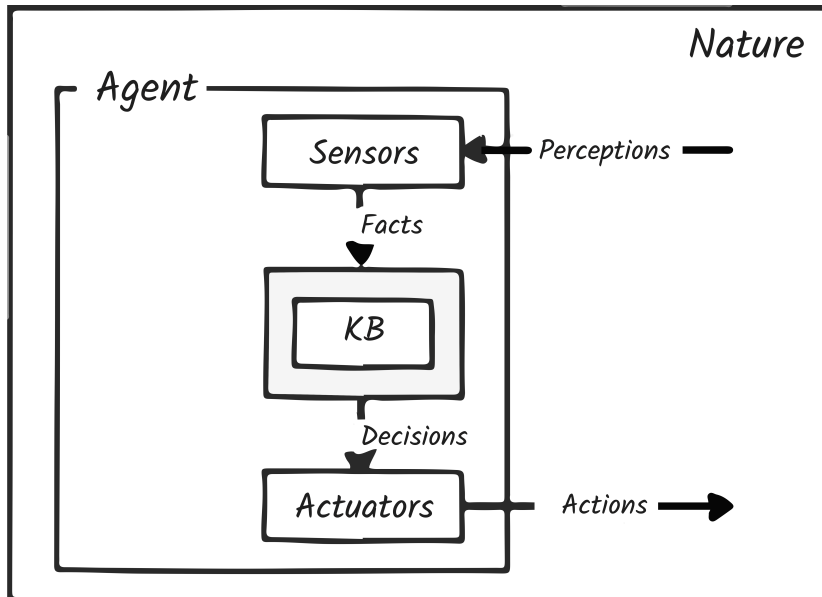 Nature
Agent
Sensors
Perceptions
Facts
KB
Decisions
Actuators
Actions